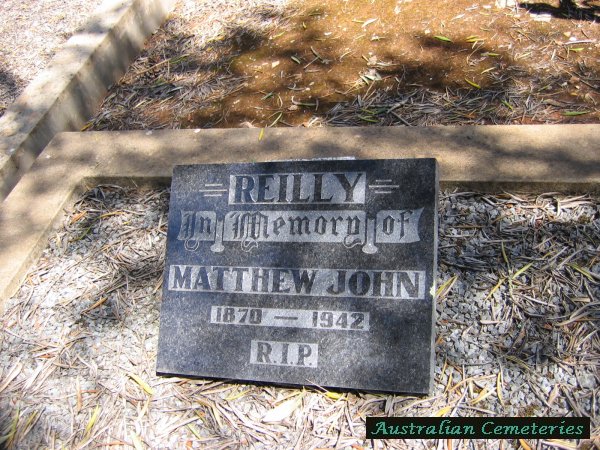 REILLY
In Memory of
MATTHEW JOHN
1870 — 1942
R.I.P.
Australian Cemeteries